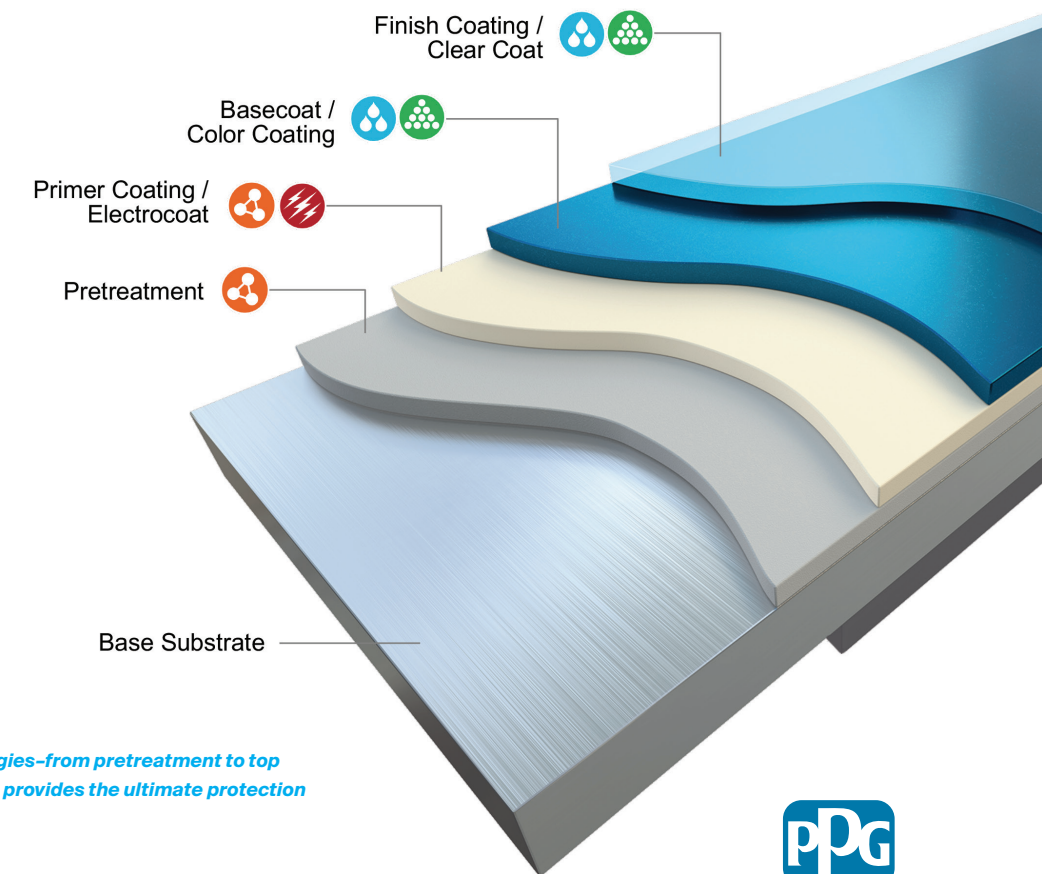 Finish Coating /
Clear Coat
Basecoat /
Color Coating
Primer Coating /
Electrocoat
Pretreatment
Base Substrate
gies–from pretreatment to top
provides the ultimate protection
PPG